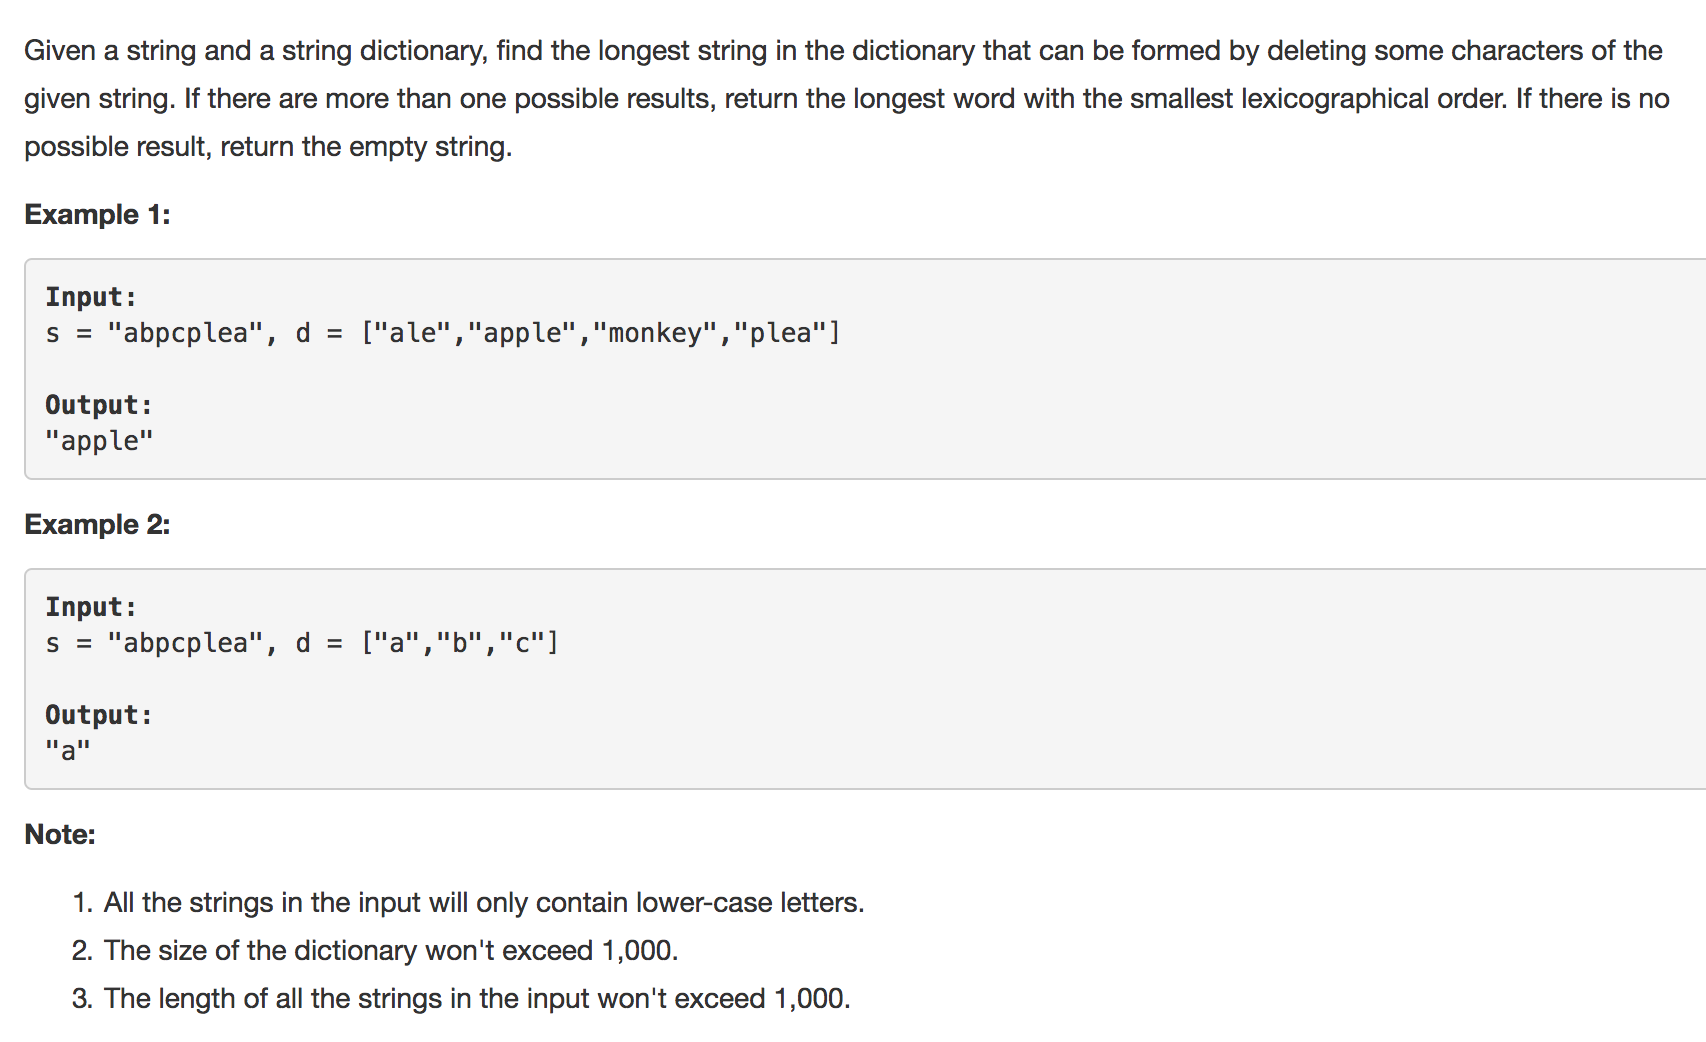 Given a string and a string dictionary, find the longest string in the dictionary that can be formed by deleting some characters of the
given string. If there are more than one possible results, return the longest word with the smallest lexicographical order. If there is no
possible result, return the empty string.
Example 1:
Input:
s = "abpcplea", d = ["ale","apple","monkey","plea"]
Output:
"apple"
Example 2:
Input:
s = "abpcplea", d = ["a","b","c"]
Output:
"a"
Note:
1. All the strings in the input will only contain lower-case letters.
2. The size of the dictionary won't exceed 1,000.
3. The length of all the strings in the input won't exceed 1,000.